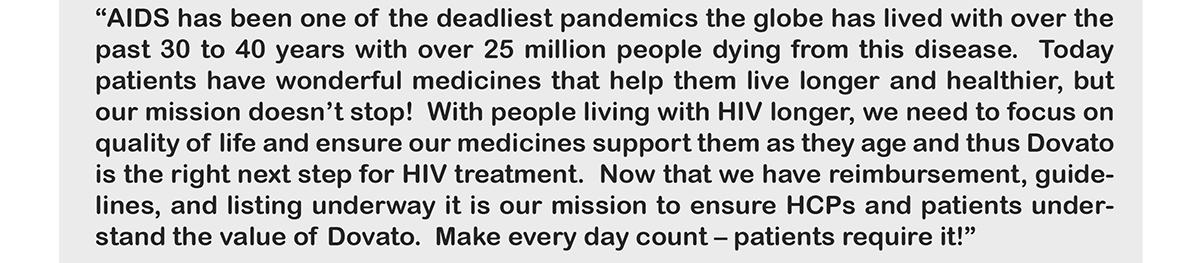 “AIDS has been one of the deadliest pandemics the globe has lived with over the
past 30 to 40 years with over 25 million people dying from this disease.  Today
patients have wonderful medicines that help them live longer and healthier, but
our mission doesn’t stop!  With people living with HIV longer, we need to focus on
quality of life and ensure our medicines support them as they age and thus Dovato
is the right next step for HIV treatment.  Now that we have reimbursement, guide-
lines, and listing underway it is our mission to ensure HCPs and patients under-
stand the value of Dovato.  Make every day count – patients require it!”